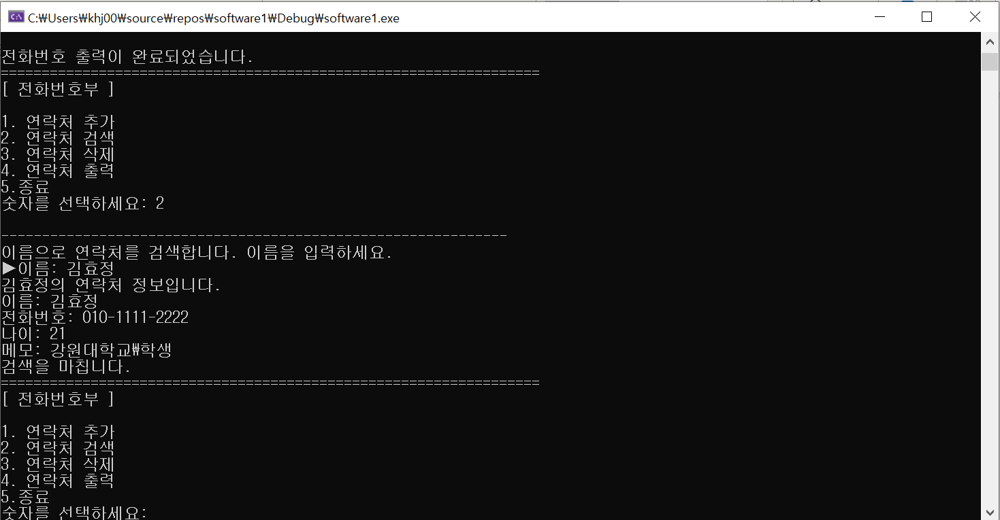 C:\Users\khj00\source\repos\software1\Debug\software1.exe
전화번호 출력이 완료되었습니다.
==================================================================
[ 전화번호부 ]
1. 연락처 추가
2. 연락처 검색
3. 연락처 삭제
4. 연락처 출력
5.종료
숫자를 선택하세요: 2
--------------------------------------------------------------
이름으로 연락처를 검색합니다. 이름을 입력하세요.
▶이름: 김효정
김효정의 연락처 정보입니다.
이름: 김효정
전화번호: 010-1111-2222
나이: 21
메모: 강원대학교\학생
검색을 마칩니다.
==================================================================
[ 전화번호부 ]
1. 연락처 추가
2. 연락처 검색
3. 연락처 삭제
4. 연락처 출력
5.종료
숫자를 선택하세요: